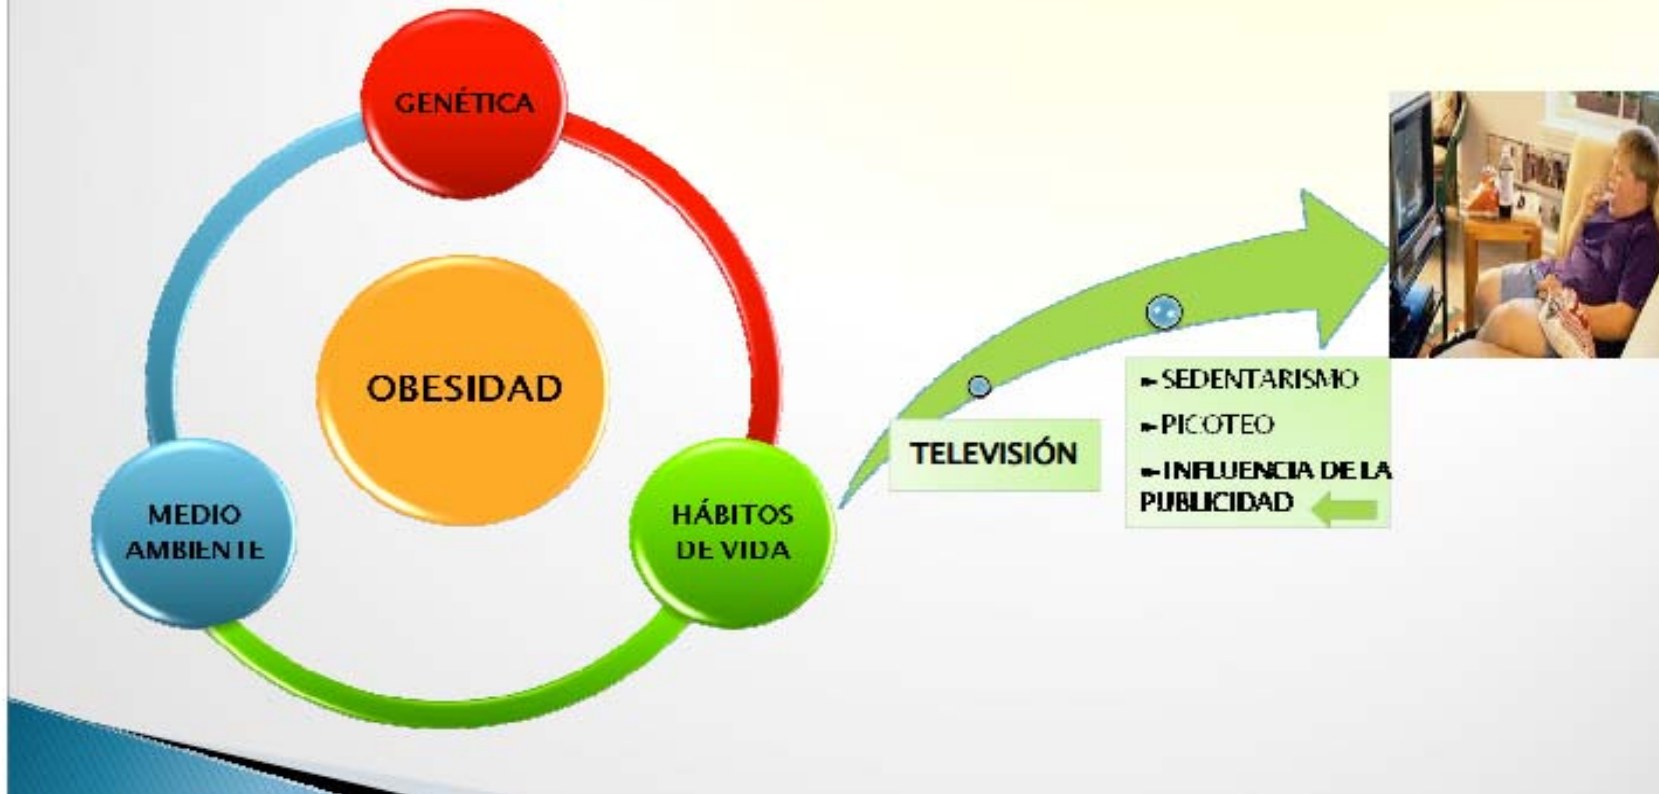 GENÉTICA
OBESIDAD
MEDIO
AMBIENTE
HÁBITOS
DE VIDA
TELEVISIÓN
► SEDENTARISMO
► PICOTEO
► INFLUENCIA DE LA
PUBLICIDAD